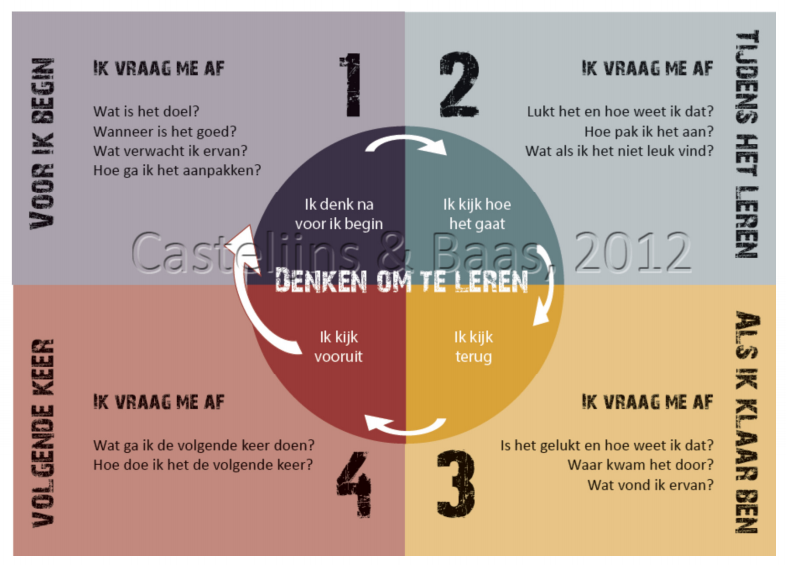 VOOR IK BEGIN
IK VRAAG ME AF
Wat is het doel?
Wanneer is het goed?
Wat verwacht ik ervan?
Hoe ga ik het aanpakken?
1
2
IK VRAAG ME AF
Lukt het en hoe weet ik dat?
Hoe pak ik het aan?
Wat als ik het niet leuk vind?
TIJDENS HET LEREN
Ik denk na
voor ik begin
Ik kijk hoe
het gaat
Castelijns & Baas, 2012
DENKEN OM TE LEREN
Ik kijk
vooruit
Ik kijk
terug
VOLGENDE KEER
IK VRAAG ME AF
Wat ga ik de volgende keer doen?
Hoe doe ik het de volgende keer?
4
3
IK VRAAG ME AF
Is het gelukt en hoe weet ik dat?
Waar kwam het door?
Wat vond ik ervan?
ALS IK KLAAR BEN